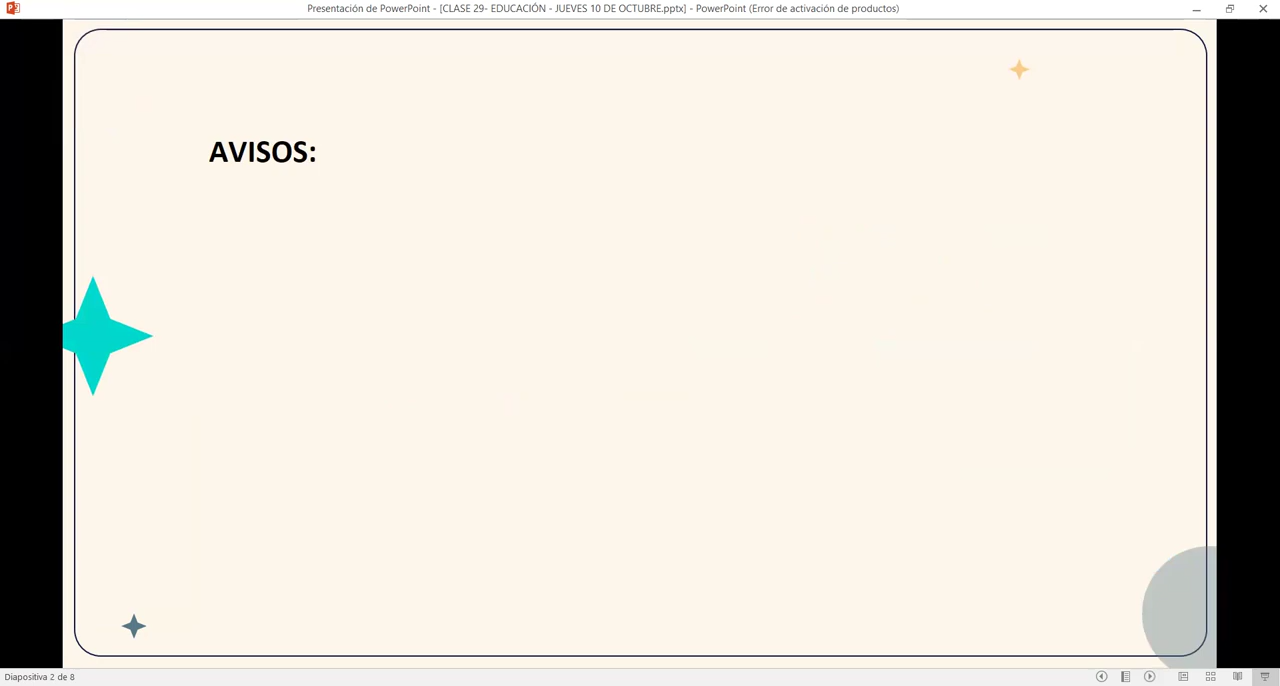 Presentación de PowerPoint - [CLASE 29- EDUCACIÓN - JUEVES 10 DE OCTUBRE.pptx] - PowerPoint (Error de activación de productos)
AVISOS:
Diapositiva 2 de 8